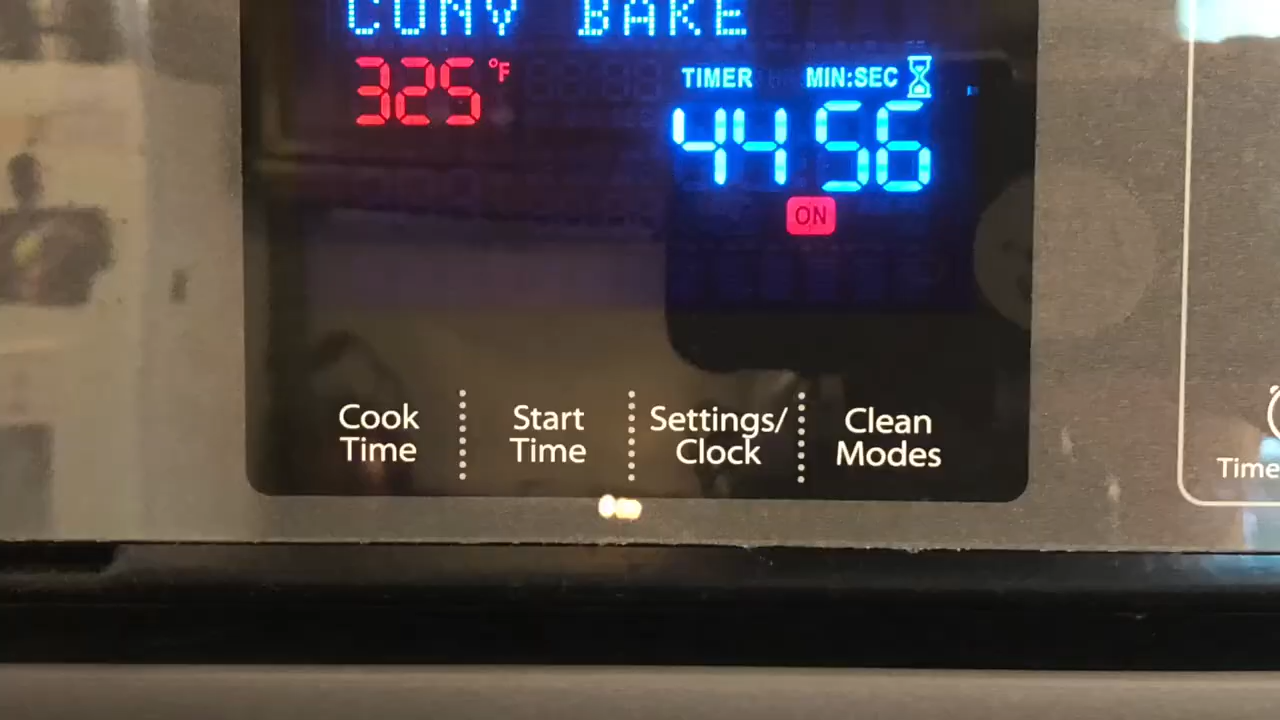 CONV BAKE
325°F
TIMER MIN:SEC
44 56
ON
Cook Time
Start Time
Settings/ Clock
Clean Modes
Time